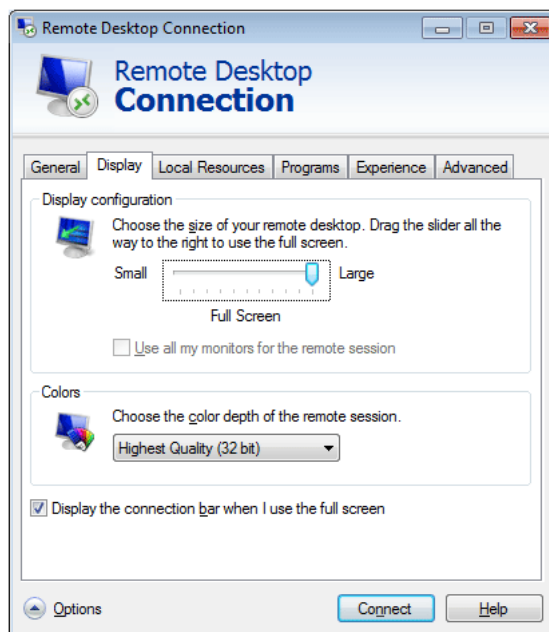 Remote Desktop Connection
Remote Desktop
Connection
General Display Local Resources Programs Experience Advanced
Display configuration
Choose the size of your remote desktop. Drag the slider all the
way to the right to use the full screen.
Small Large
Full Screen
Use all my monitors for the remote session
Colors
Choose the color depth of the remote session.
Highest Quality (32 bit)
Display the connection bar when I use the full screen
Options Connect Help